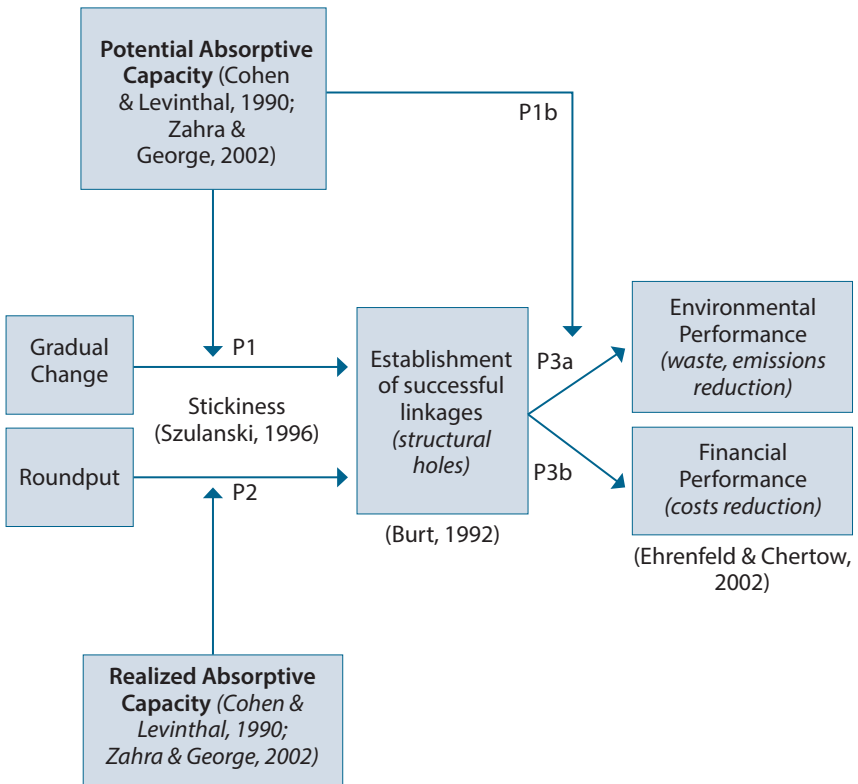 Potential Absorptive
Capacity (Cohen
& Levinthal, 1990;
Zahra &
George, 2002)
P1b
Gradual
Change
P1
Stickiness
(Szulanski, 1996)
Roundput
P2
Establishment
of successful
linkages
(structural
holes)
(Burt, 1992)
P3a
P3b
Environmental
Performance
(waste, emissions
reduction)
Financial
Performance
(costs reduction)
(Ehrenfeld & Chertow,
2002)
Realized Absorptive
Capacity (Cohen &
Levinthal, 1990;
Zahra & George, 2002)